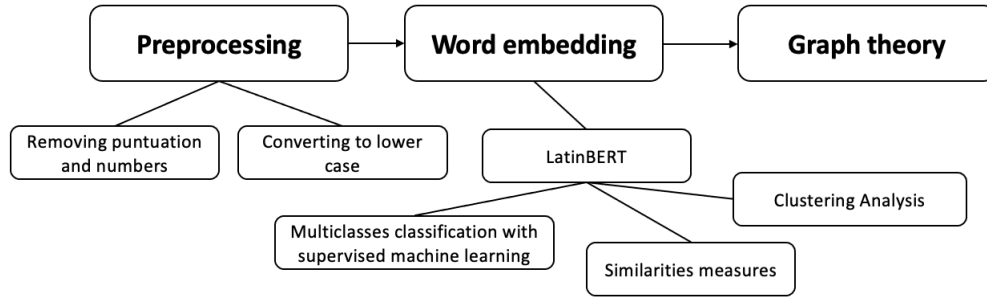 Preprocessing
Word embedding
Graph theory
Removing puntuation
and numbers
Converting to lower
case
LatinBERT
Clustering Analysis
Multiclasses classification with
supervised machine learning
Similarities measures